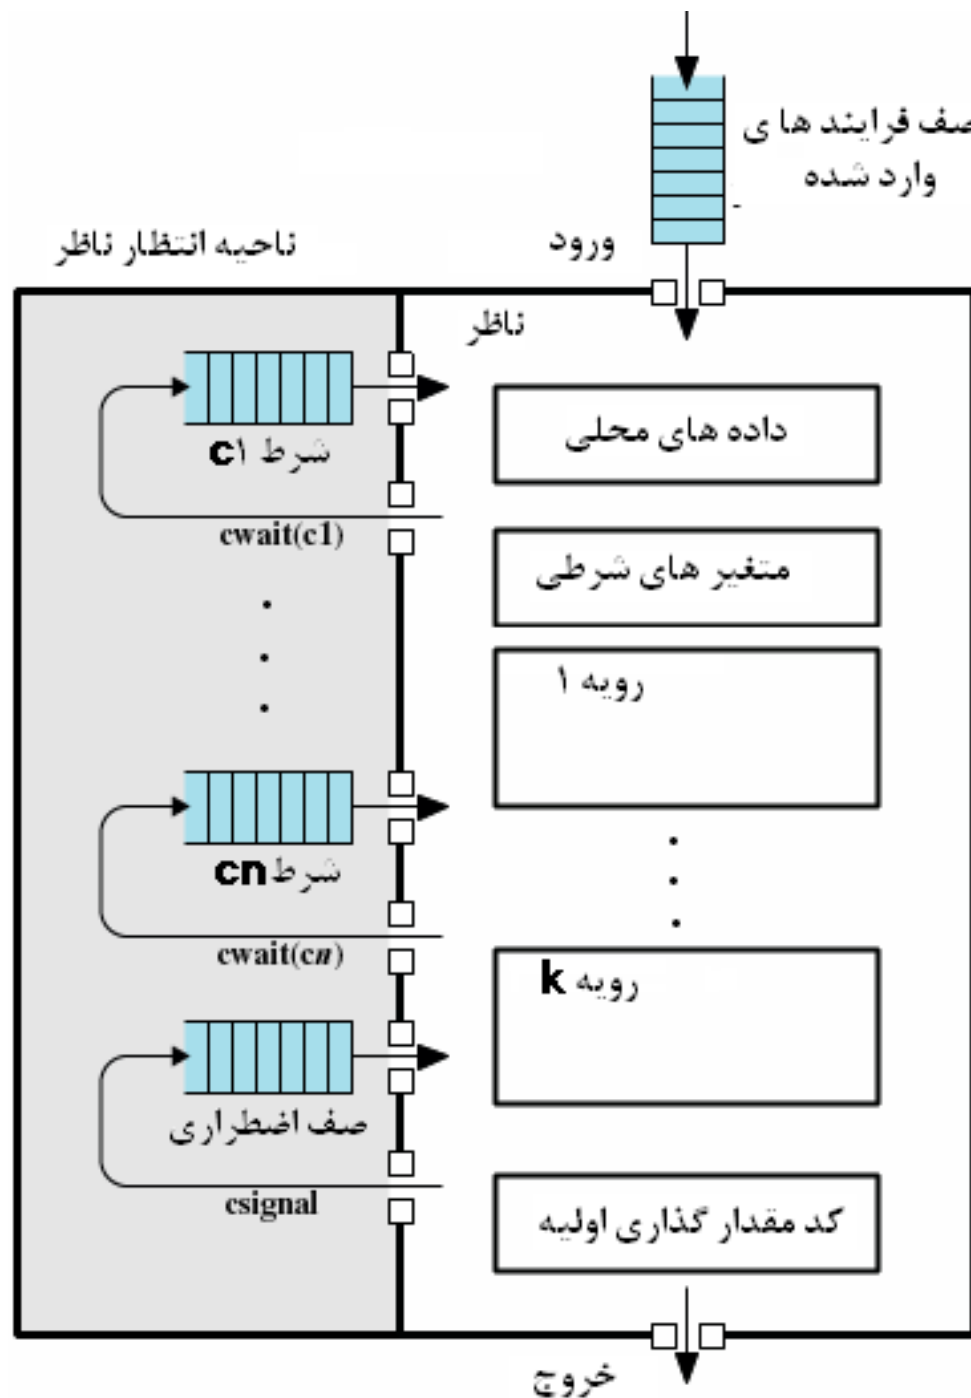 صف فرایند ها ی
وارد شده
ورود
ناحیه انتظار ناظر
ناظر
داده های محلی
شرط c۱
cwait(c1)
متغیر های شرطی
رویه ۱
شرط cn
cwait(cn)
رویه k
صف اضطراری
csignal
کد مقدار گذاری اولیه
خروج